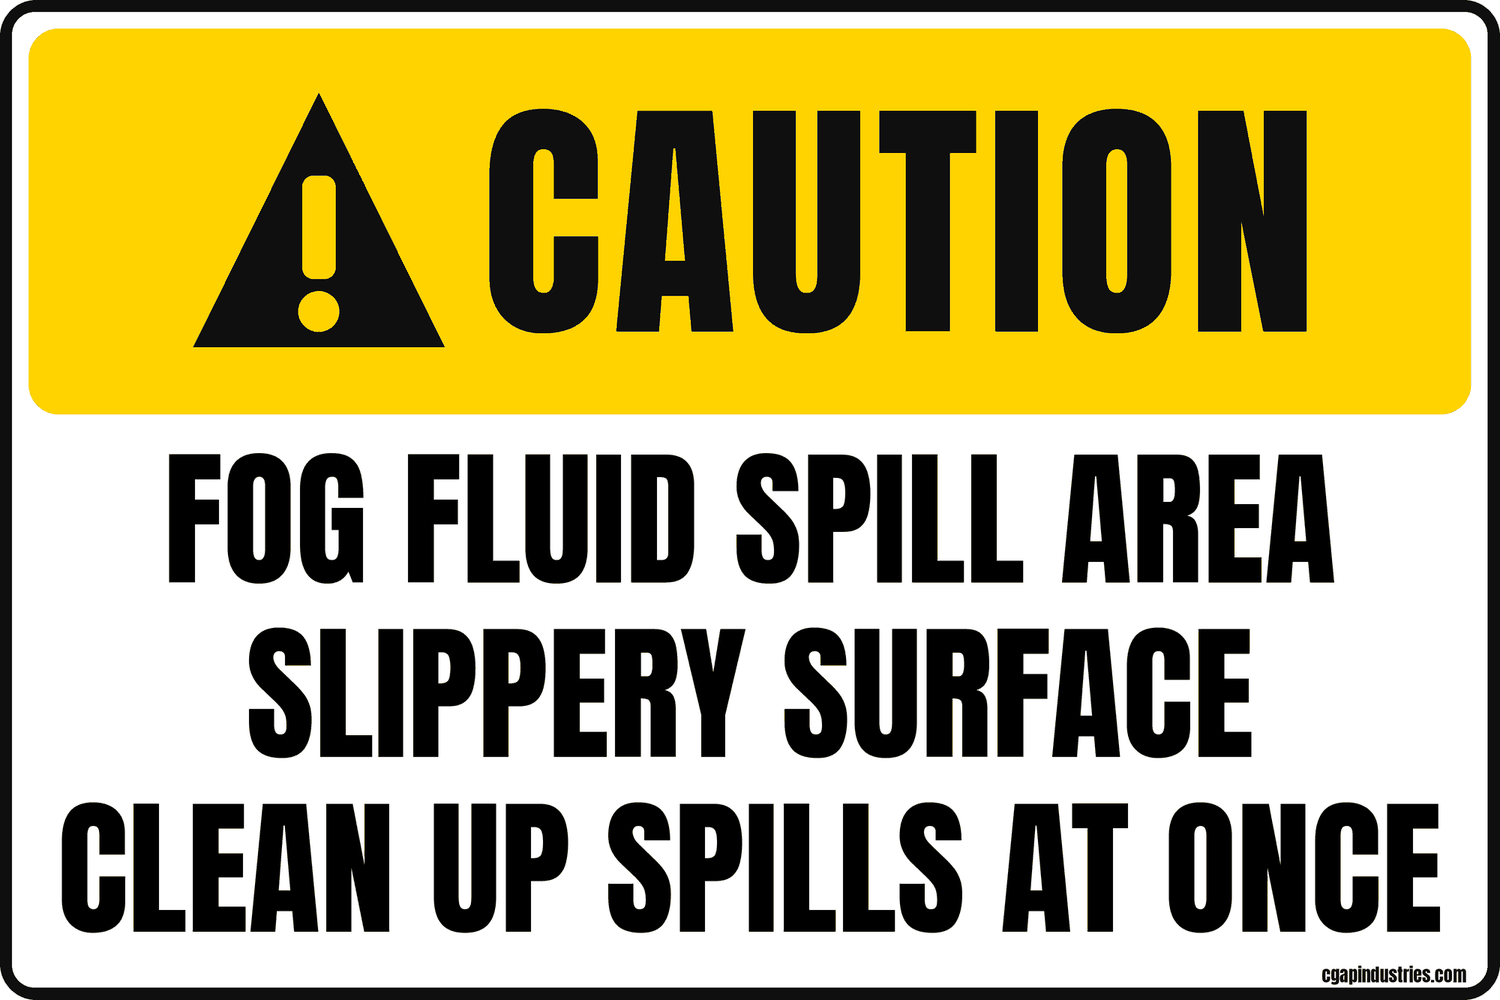 CAUTION
FOG FLUID SPILL AREA
SLIPPERY SURFACE
CLEAN UP SPILLS AT ONCE
cgapindustries.com